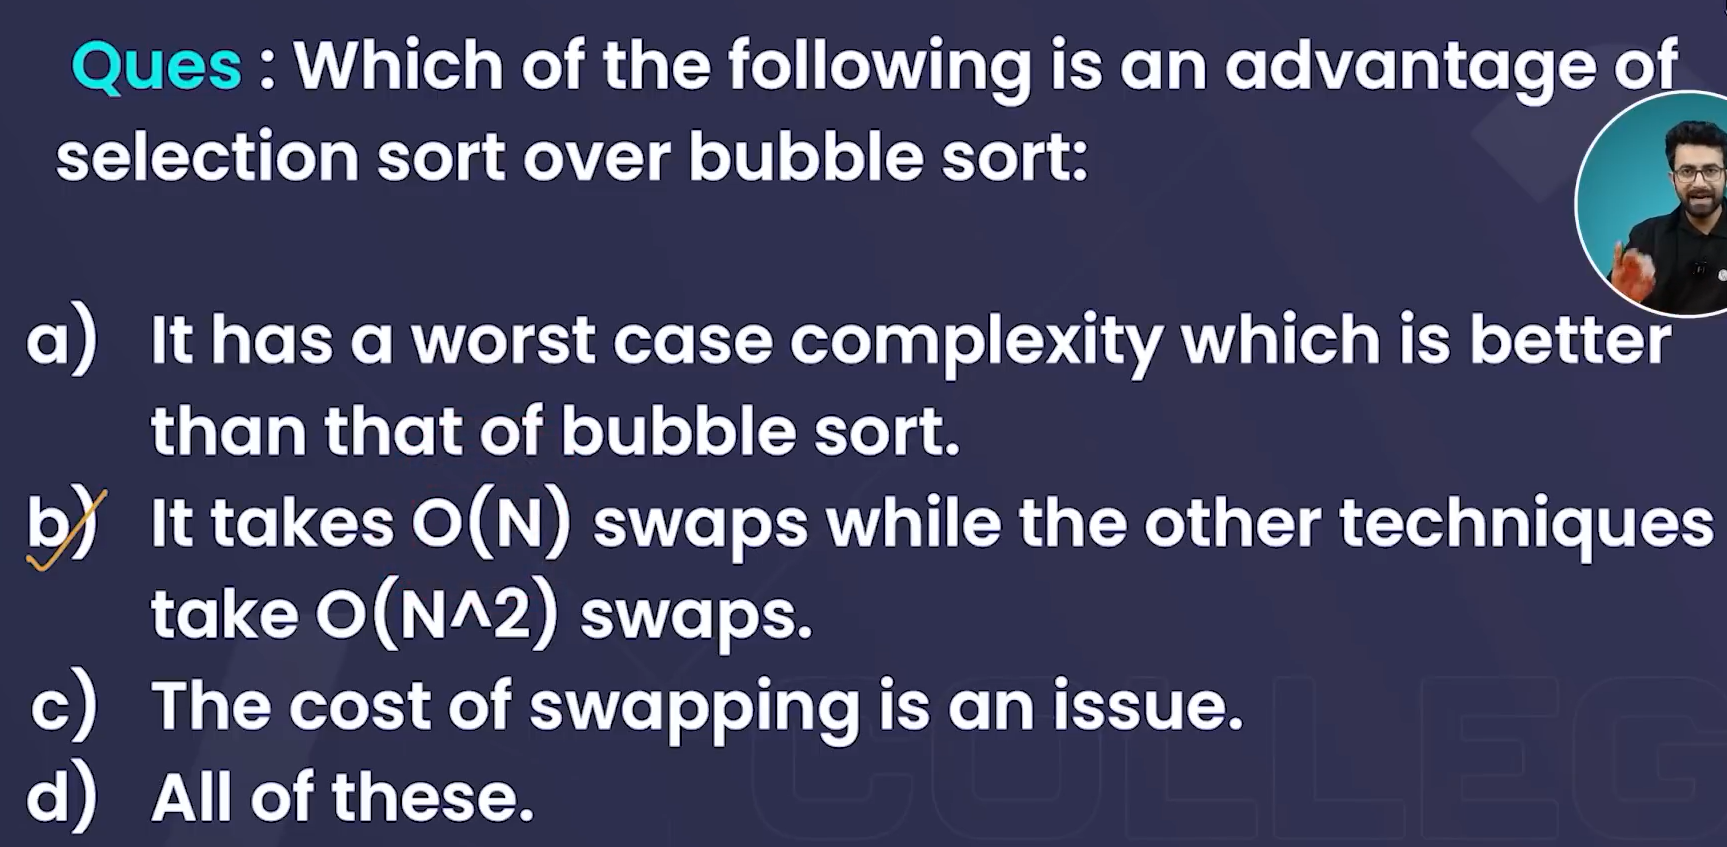 Ques : Which of the following is an advantage of
selection sort over bubble sort:
a) It has a worst case complexity which is better
than that of bubble sort.
b) It takes O(N) swaps while the other techniques
take O(N^2) swaps.
c) The cost of swapping is an issue.
d) All of these.
COLLEG